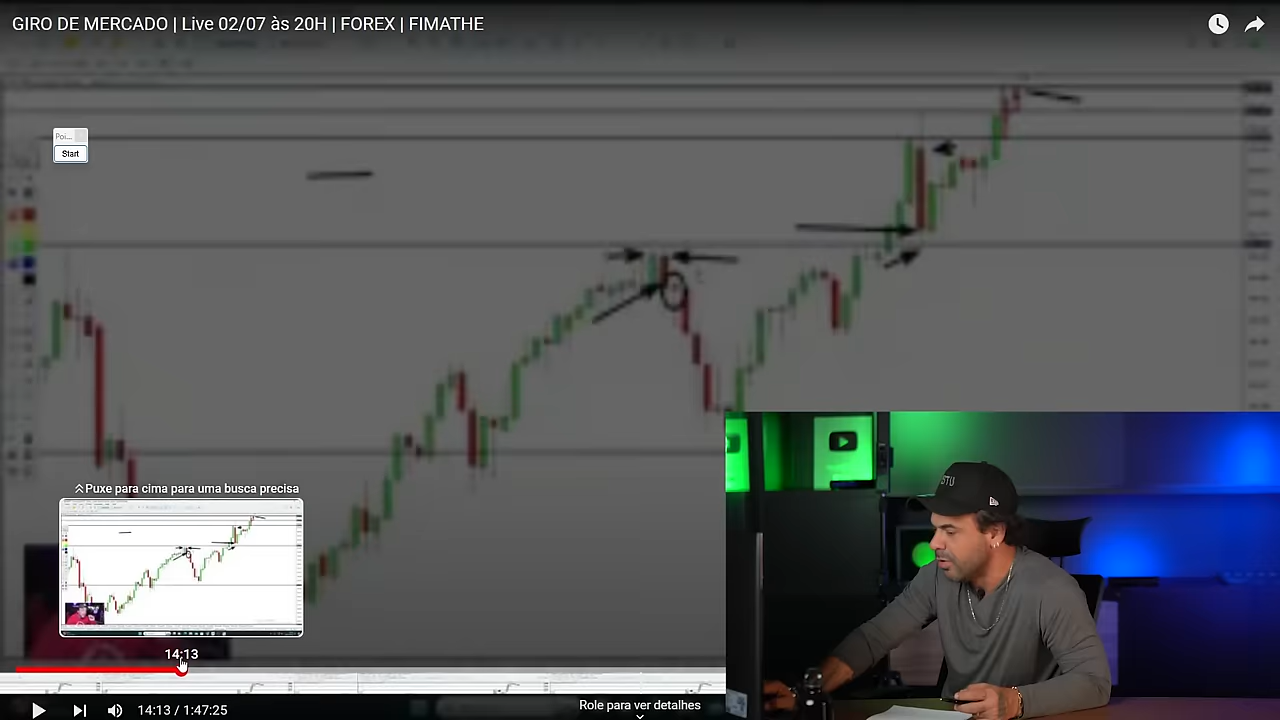 GIRO DE MERCADO | Live 02/07 às 20H | FOREX | FIMATHE
Poi...
Start
Puxe para cima para uma busca precisa
14:13
14:13 / 1:47:25
Role para ver detalhes